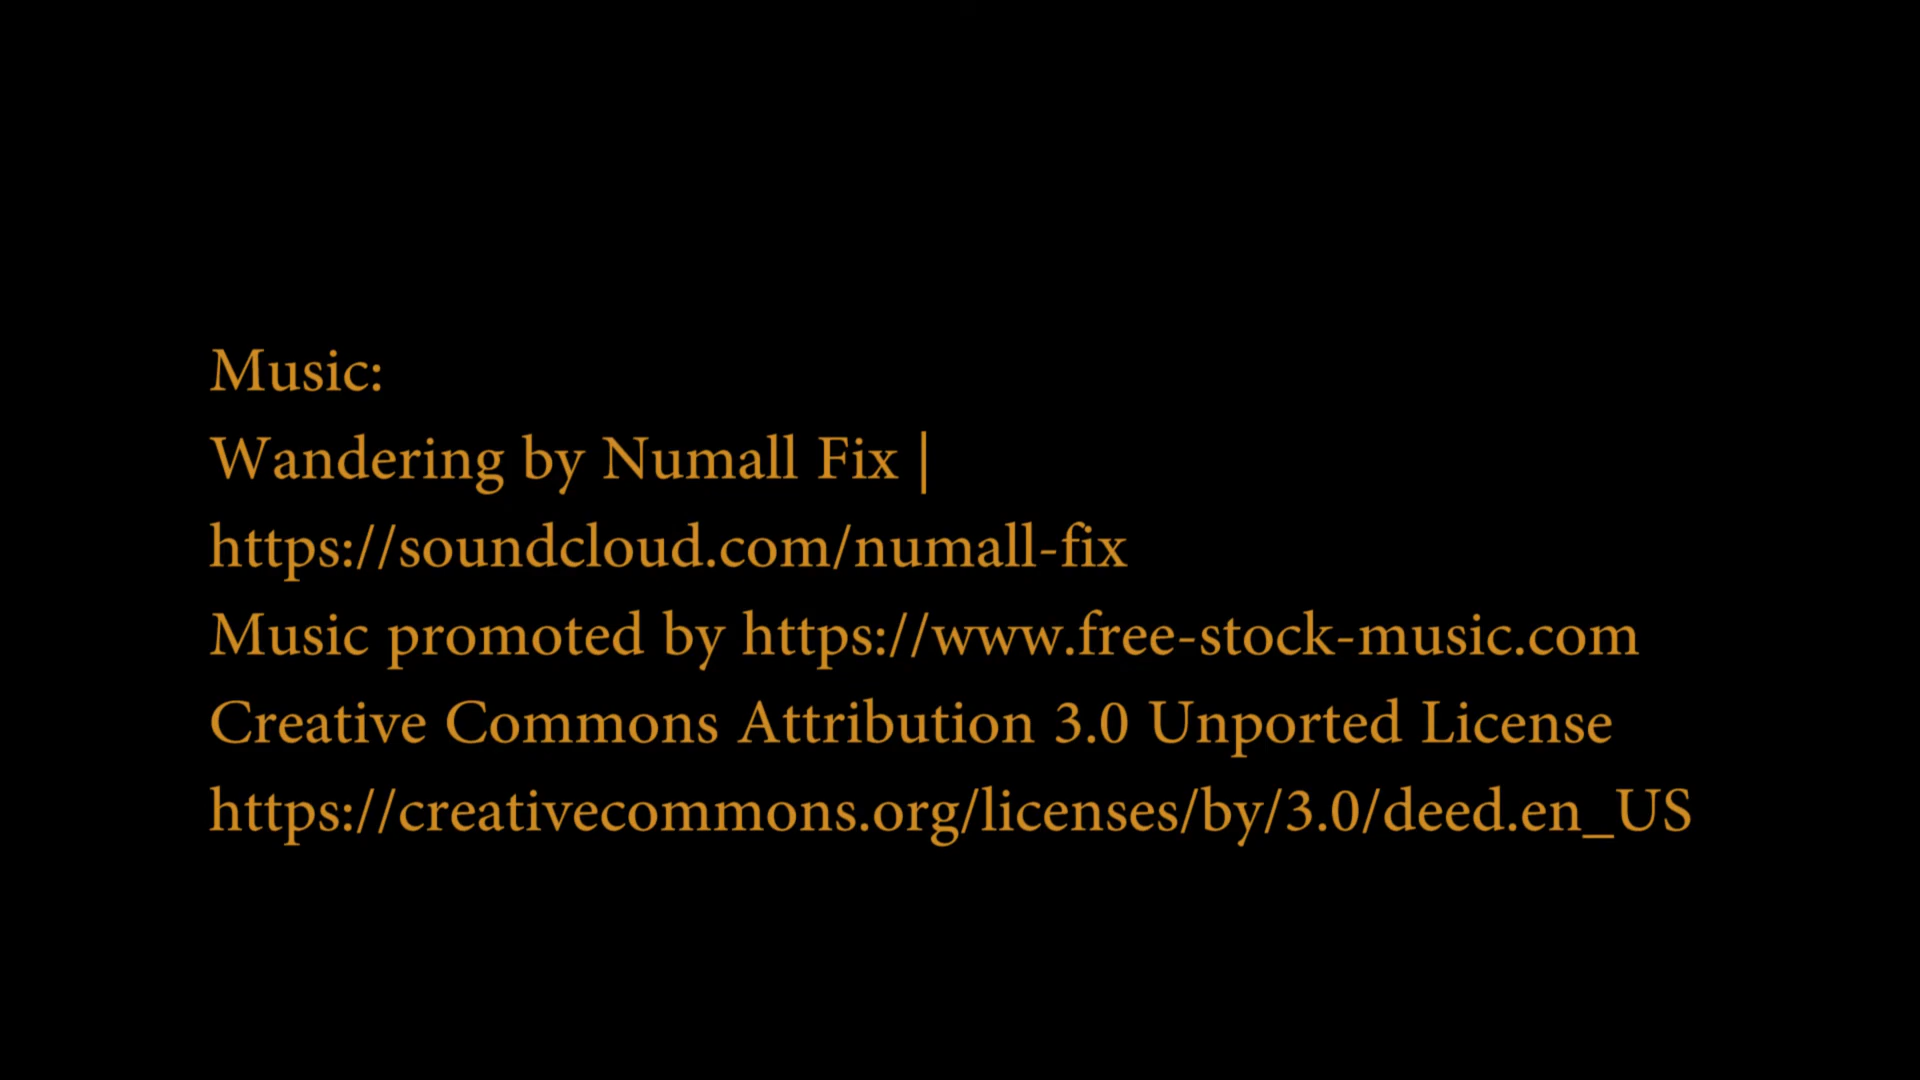 Music:
Wandering by Numall Fix |
https://soundcloud.com/numall-fix
Music promoted by https://www.free-stock-music.com
Creative Commons Attribution 3.0 Unported License
https://creativecommons.org/licenses/by/3.0/deed.en_US